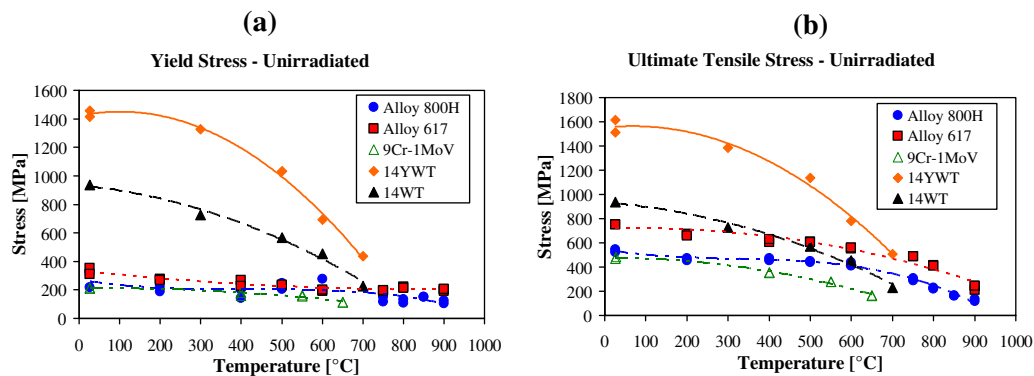 (a)
Yield Stress - Unirradiated
Stress [MPa]
1600
1400
1200
1000
800
600
400
200
0
Alloy 800H
Alloy 617
9Cr-1MoV
14YWT
14WT
0 100 200 300 400 500 600 700 800 900 1000
Temperature [°C]
(b)
Ultimate Tensile Stress - Unirradiated
Stress [MPa]
1800
1600
1400
1200
1000
800
600
400
200
0
Alloy 800H
Alloy 617
9Cr-1MoV
14YWT
14WT
0 100 200 300 400 500 600 700 800 900 1000
Temperature [°C]